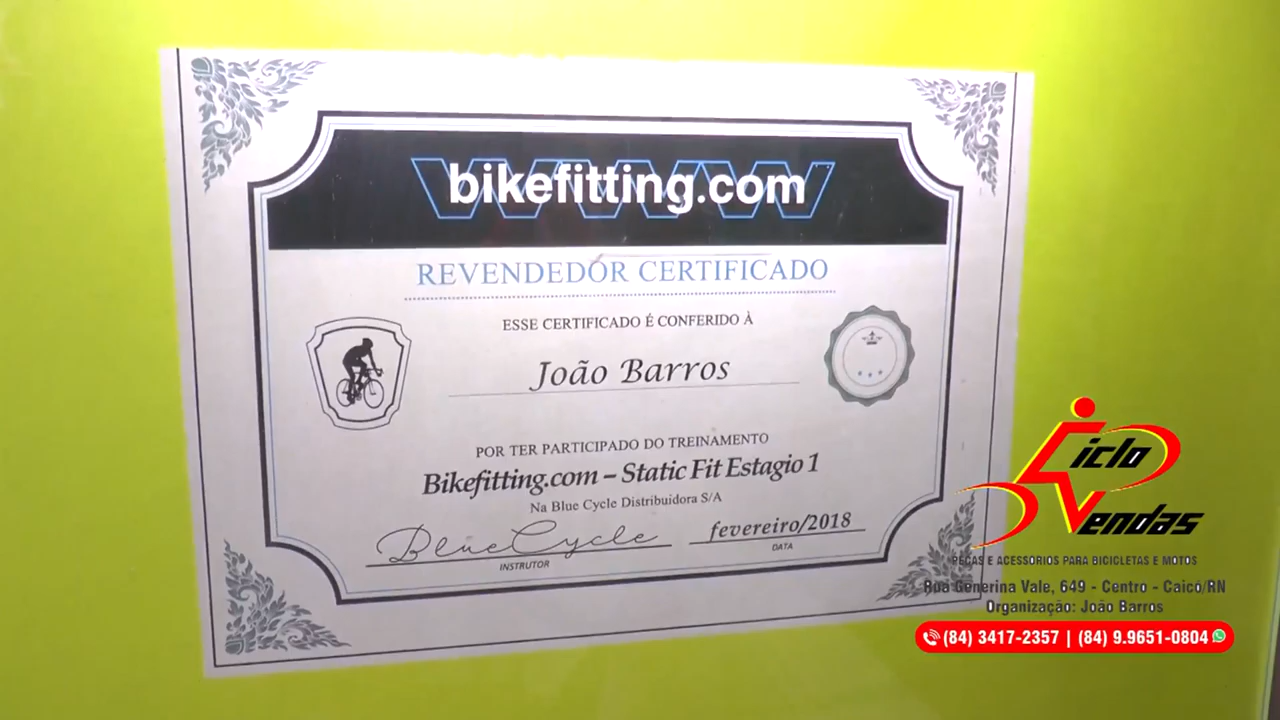 www
bikefitting.com
REVENDEDOR CERTIFICADO
ESSE CERTIFICADO É CONFERIDO À
João Barros
POR TER PARTICIPADO DO TREINAMENTO
Bikefitting.com – Static Fit Estagio 1
Na Blue Cycle Distribuidora S/A
BlueCycle
fevereiro/2018
INSTRUTOR
DATA
Ciclo
Vendas
PEÇAS E ACESSÓRIOS PARA BICICLETAS E MOTOS
Rua Generina Vale, 649 - Centro - Caicó/RN
Organização: João Barros
(84) 3417-2357 | (84) 9.9651-0804